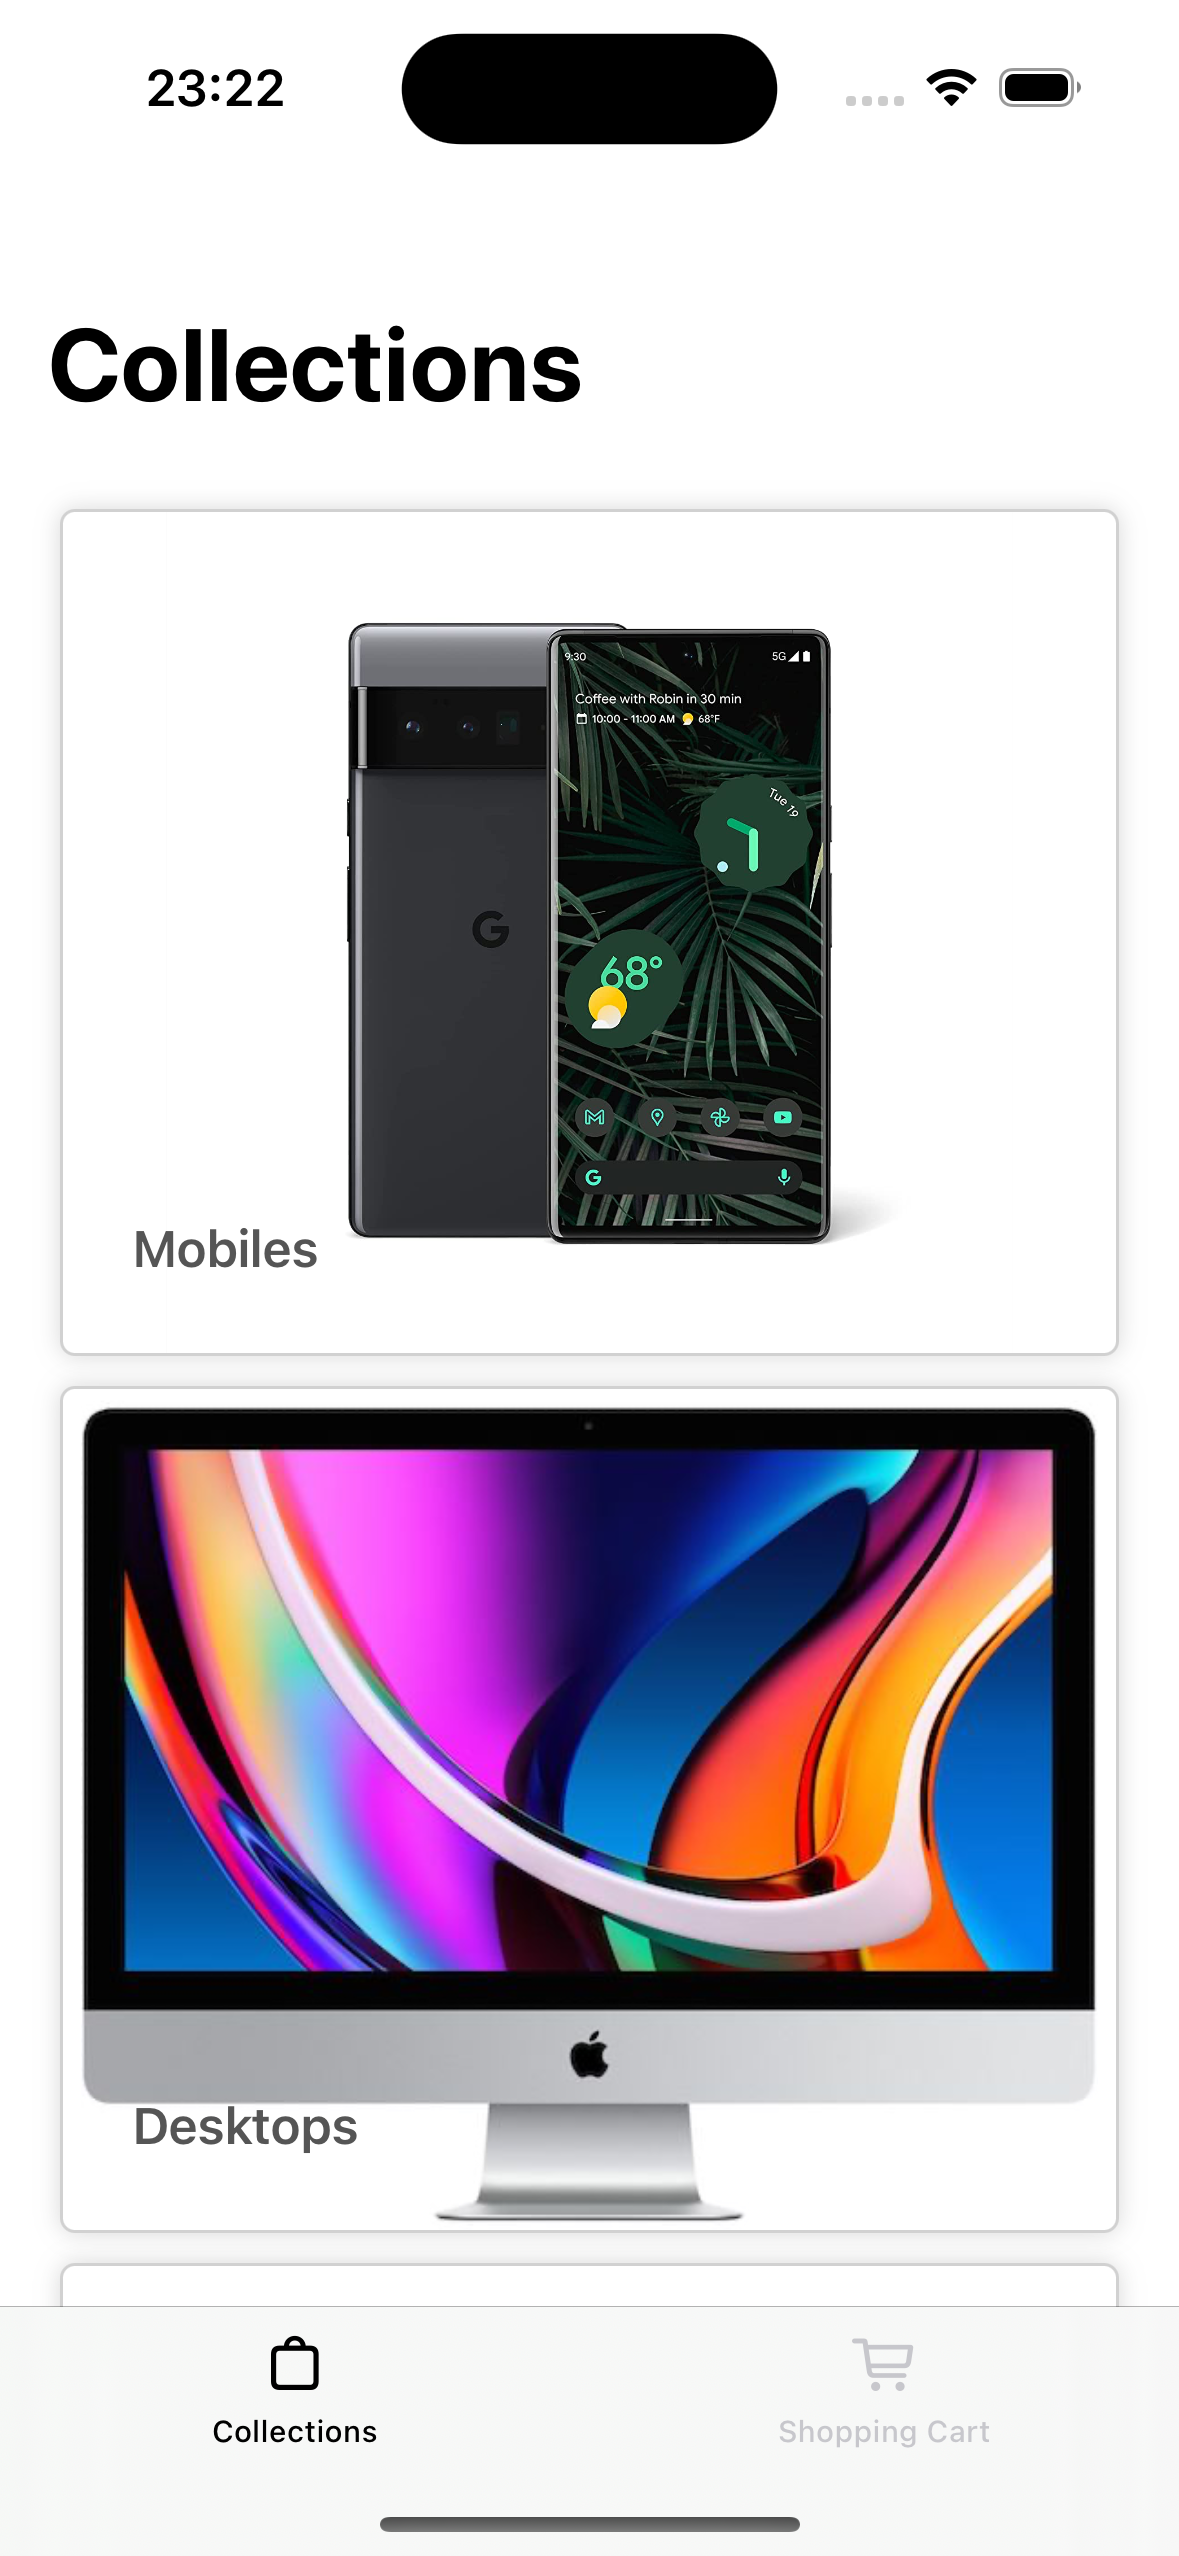 23:22
Collections
9:30
5G
Coffee with Robin in 30 min
10:00 - 11:00 AM 68°F
Tue 19
68°
Mobiles
Desktops
Collections
Shopping Cart